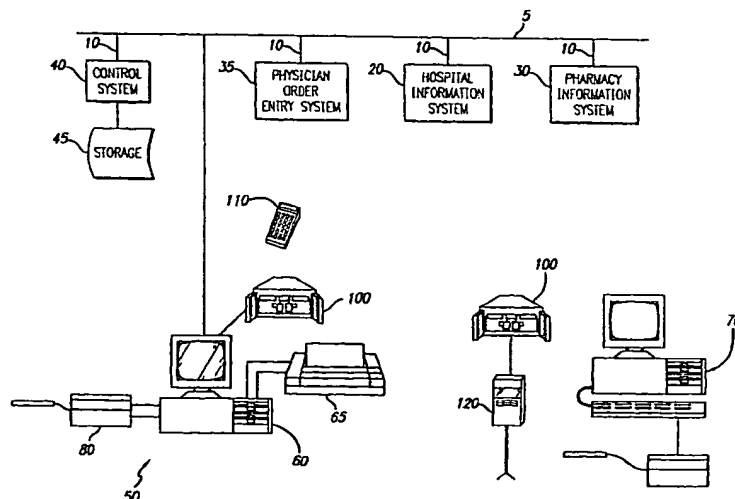 5
10
10
10
10
40
CONTROL
SYSTEM
35
PHYSICIAN
ORDER
ENTRY SYSTEM
20
HOSPITAL
INFORMATION
SYSTEM
30
PHARMACY
INFORMATION
SYSTEM
45
STORAGE
110
100
100
65
120
80
60
50